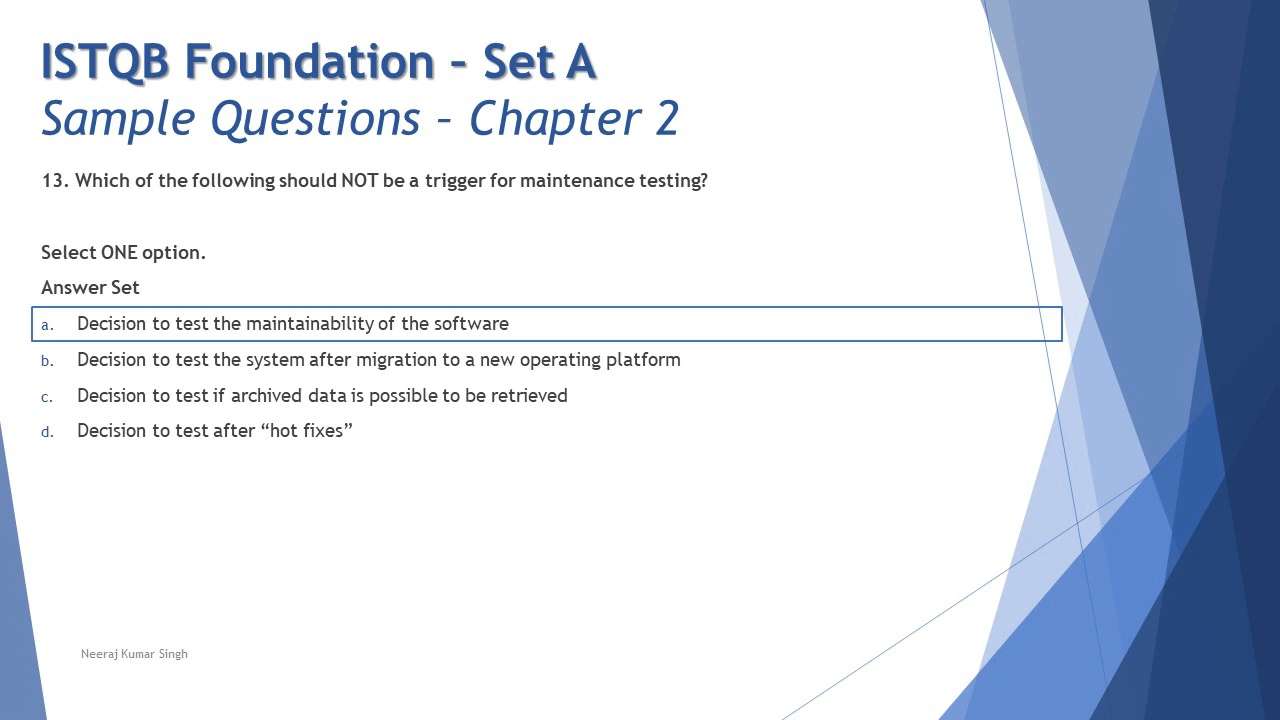 ISTQB Foundation – Set A
Sample Questions – Chapter 2
13. Which of the following should NOT be a trigger for maintenance testing?
Select ONE option.
Answer Set
a. Decision to test the maintainability of the software
b. Decision to test the system after migration to a new operating platform
c. Decision to test if archived data is possible to be retrieved
d. Decision to test after “hot fixes”
Neeraj Kumar Singh